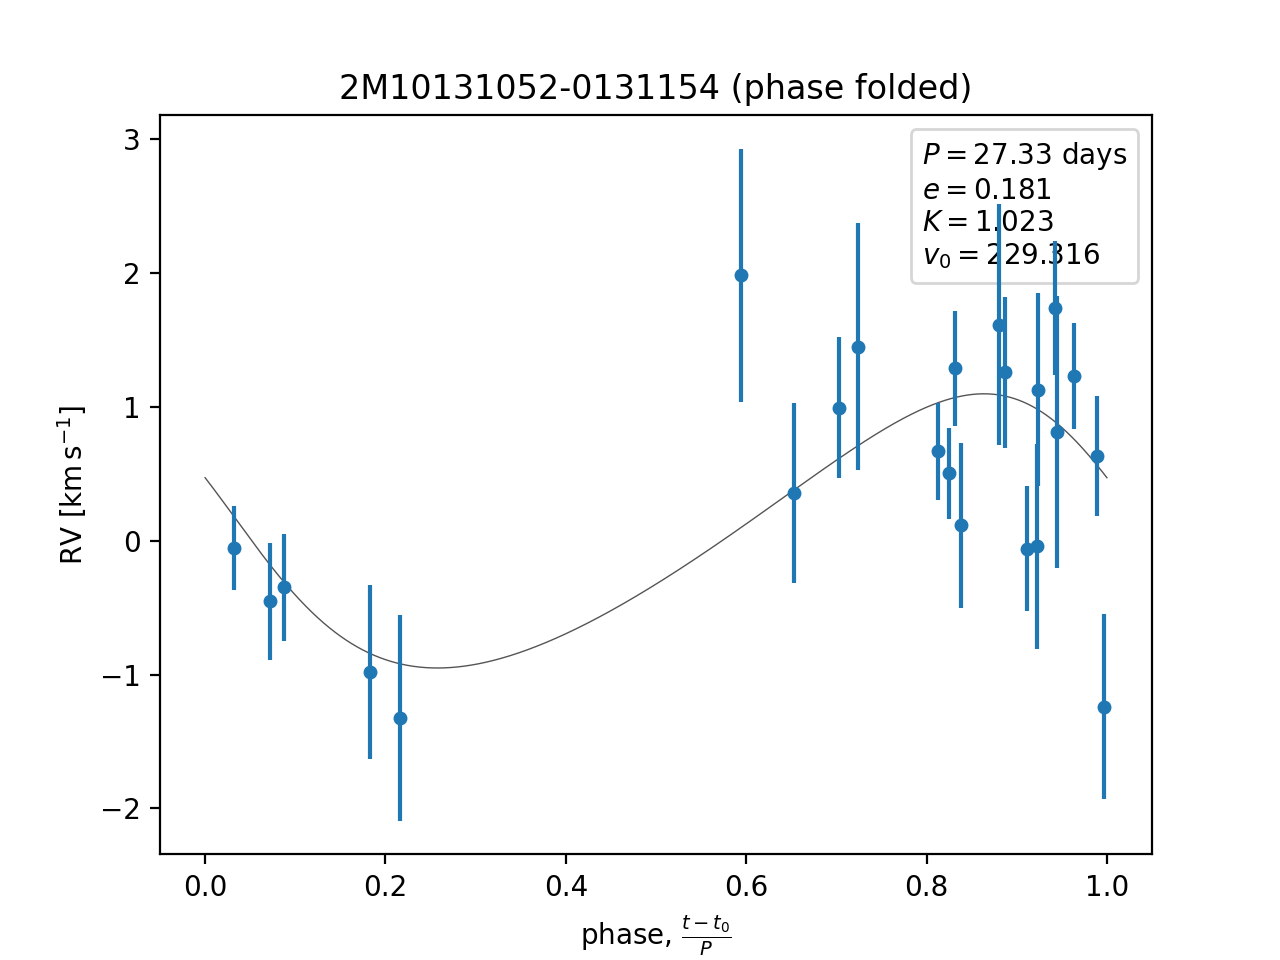 2M10131052-0131154 (phase folded)
P = 27.33 days
e = 0.181
K = 1.023
v₀ = 229.316
RV [km s⁻¹]
3
2
1
0
−1
−2
0.0 0.2 0.4 0.6 0.8 1.0
phase, (t − t₀)/P